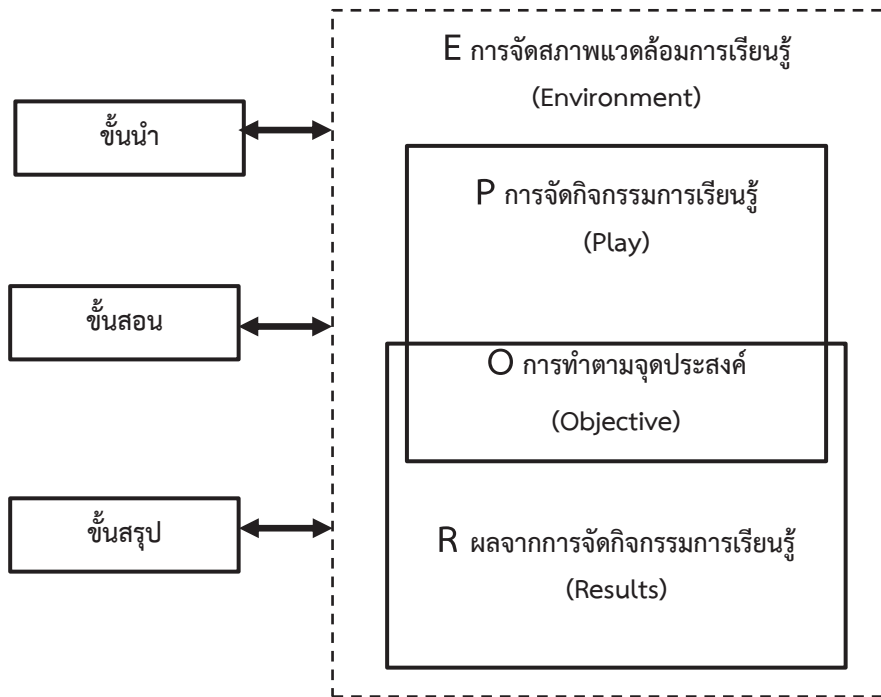 E การจัดสภาพแวดล้อมการเรียนรู้
(Environment)
ขั้นนำ
P การจัดกิจกรรมการเรียนรู้
(Play)
ขั้นสอน
O การทำตามจุดประสงค์
(Objective)
ขั้นสรุป
R ผลจากการจัดกิจกรรมการเรียนรู้
(Results)